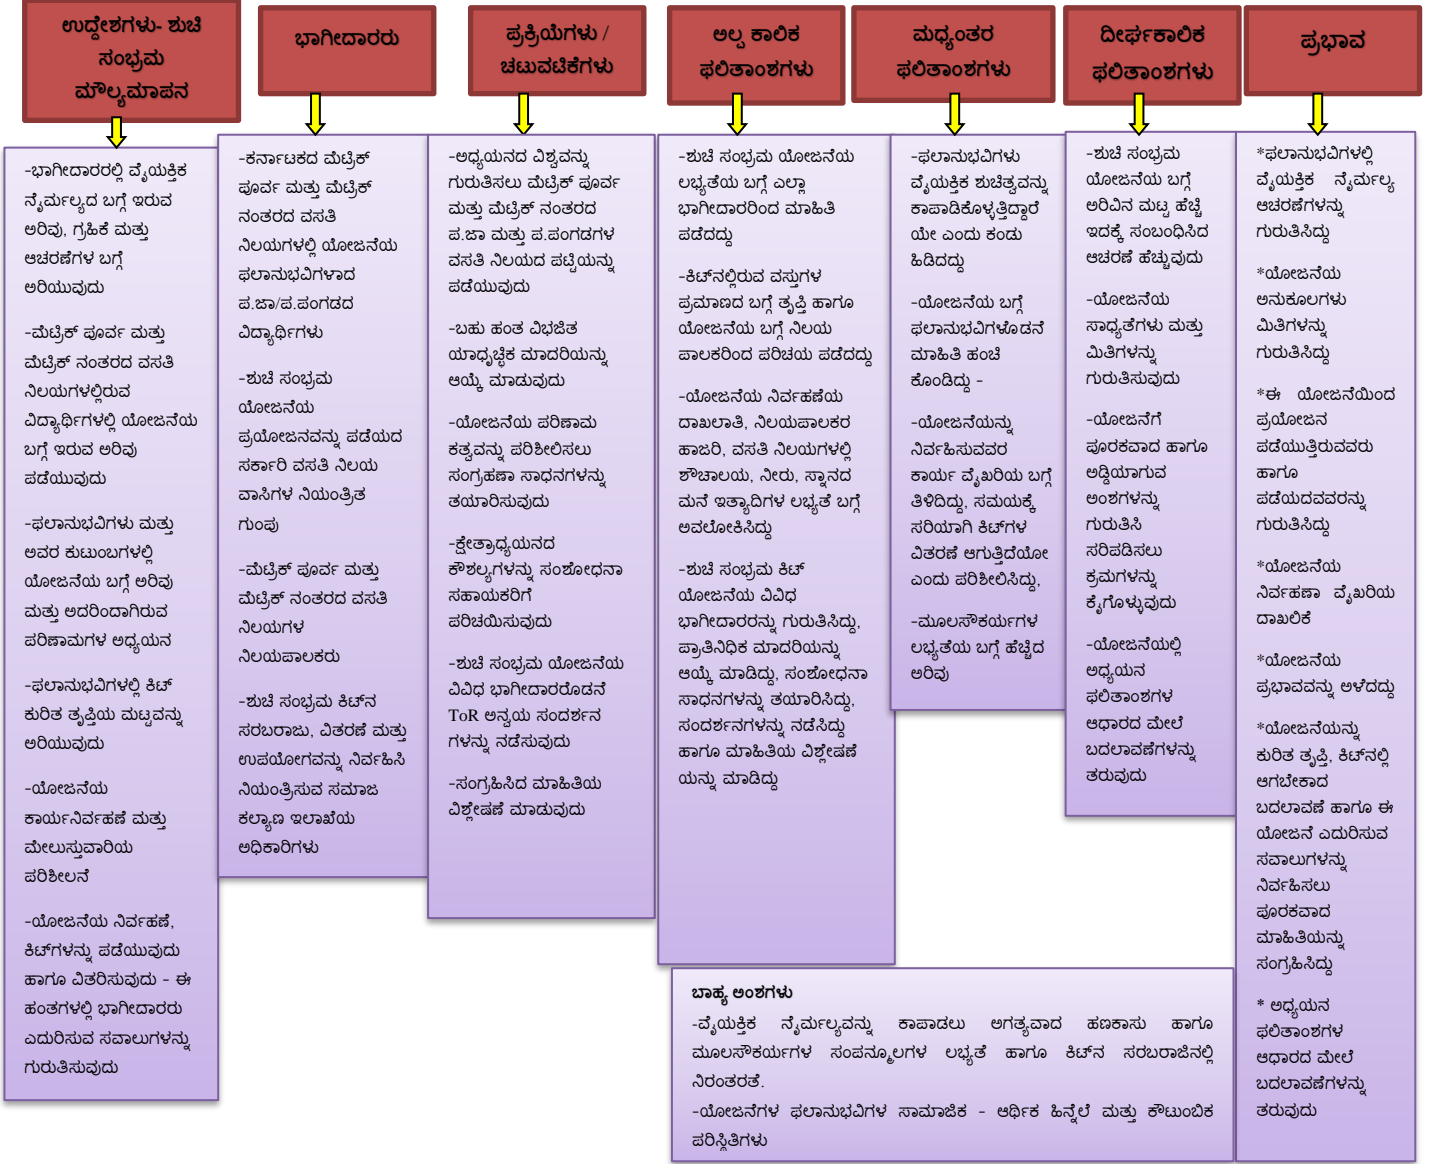 ಉದ್ದೇಶಗಳು- ಶುಚಿ
ಸಂಭ್ರಮ
ಮೌಲ್ಯಮಾಪನ
-ಭಾಗೀದಾರರಲ್ಲಿ ವೈಯಕ್ತಿಕ
ನೈರ್ಮಲ್ಯದ ಬಗ್ಗೆ ಇರುವ
ಅರಿವು, ಗ್ರಹಿಕೆ ಮತ್ತು
ಆಚರಣೆಗಳ ಬಗ್ಗೆ
ಅರಿಯುವುದು
-ಮೆಟ್ರಿಕ್ ಪೂರ್ವ ಮತ್ತು
ಮೆಟ್ರಿಕ್ ನಂತರದ ವಸತಿ
ನಿಲಯಗಳಲ್ಲಿರುವ
ವಿದ್ಯಾರ್ಥಿಗಳಲ್ಲಿ ಯೋಜನೆಯ
ಬಗ್ಗೆ ಇರುವ ಅರಿವು
ಪಡೆಯುವುದು
-ಫಲಾನುಭವಿಗಳು ಮತ್ತು
ಅವರ ಕುಟುಂಬಗಳಲ್ಲಿ
ಯೋಜನೆಯ ಬಗ್ಗೆ ಅರಿವು
ಮತ್ತು ಅದರಿಂದಾಗಿರುವ
ಪರಿಣಾಮಗಳ ಅಧ್ಯಯನ
-ಫಲಾನುಭವಿಗಳಲ್ಲಿ ಕಿಟ್
ಕುರಿತ ತೃಪ್ತಿಯ ಮಟ್ಟವನ್ನು
ಅರಿಯುವುದು
-ಯೋಜನೆಯ
ಕಾರ್ಯನಿರ್ವಹಣೆ ಮತ್ತು
ಮೇಲುಸ್ತುವಾರಿಯ
ಪರಿಶೀಲನೆ
-ಯೋಜನೆಯ ನಿರ್ವಹಣೆ,
ಕಿಟ್‌ಗಳನ್ನು ಪಡೆಯುವುದು
ಹಾಗೂ ವಿತರಿಸುವುದು - ಈ
ಹಂತಗಳಲ್ಲಿ ಭಾಗೀದಾರರು
ಎದುರಿಸುವ ಸವಾಲುಗಳನ್ನು
ಗುರುತಿಸುವುದು
ಭಾಗೀದಾರರು
-ಕರ್ನಾಟಕದ ಮೆಟ್ರಿಕ್
ಪೂರ್ವ ಮತ್ತು ಮೆಟ್ರಿಕ್
ನಂತರದ ವಸತಿ
ನಿಲಯಗಳಲ್ಲಿ ಯೋಜನೆಯ
ಫಲಾನುಭವಿಗಳಾದ
ಪ.ಜಾ/ಪ.ಪಂಗಡದ
ವಿದ್ಯಾರ್ಥಿಗಳು
-ಶುಚಿ ಸಂಭ್ರಮ
ಯೋಜನೆಯ
ಪ್ರಯೋಜನವನ್ನು ಪಡೆಯದ
ಸರ್ಕಾರಿ ವಸತಿ ನಿಲಯ
ವಾಸಿಗಳ ನಿಯಂತ್ರಿತ
ಗುಂಪು
-ಮೆಟ್ರಿಕ್ ಪೂರ್ವ ಮತ್ತು
ಮೆಟ್ರಿಕ್ ನಂತರದ ವಸತಿ
ನಿಲಯಗಳ
ನಿಲಯಪಾಲಕರು
-ಶುಚಿ ಸಂಭ್ರಮ ಕಿಟ್‌ನ
ಸರಬರಾಜು, ವಿತರಣೆ ಮತ್ತು
ಉಪಯೋಗವನ್ನು ನಿರ್ವಹಿಸಿ
ನಿಯಂತ್ರಿಸುವ ಸಮಾಜ
ಕಲ್ಯಾಣ ಇಲಾಖೆಯ
ಅಧಿಕಾರಿಗಳು
ಪ್ರಕ್ರಿಯೆಗಳು /
ಚಟುವಟಿಕೆಗಳು
-ಅಧ್ಯಯನದ ವಿಶ್ವವನ್ನು
ಗುರುತಿಸಲು ಮೆಟ್ರಿಕ್ ಪೂರ್ವ
ಮತ್ತು ಮೆಟ್ರಿಕ್ ನಂತರದ
ಪ.ಜಾ ಮತ್ತು ಪ.ಪಂಗಡಗಳ
ವಸತಿ ನಿಲಯದ ಪಟ್ಟಿಯನ್ನು
ಪಡೆಯುವುದು
-ಬಹು ಹಂತ ವಿಭಜಿತ
ಯಾಧೃಚ್ಛಿಕ ಮಾದರಿಯನ್ನು
ಆಯ್ಕೆ ಮಾಡುವುದು
-ಯೋಜನೆಯ ಪರಿಣಾಮ
ಕತ್ವವನ್ನು ಪರಿಶೀಲಿಸಲು
ಸಂಗ್ರಹಣಾ ಸಾಧನಗಳನ್ನು
ತಯಾರಿಸುವುದು
-ಕ್ಷೇತ್ರಾಧ್ಯಯನದ
ಕೌಶಲ್ಯಗಳನ್ನು ಸಂಶೋಧನಾ
ಸಹಾಯಕರಿಗೆ
ಪರಿಚಯಿಸುವುದು
-ಶುಚಿ ಸಂಭ್ರಮ ಯೋಜನೆಯ
ವಿವಿಧ ಭಾಗೀದಾರರೊಡನೆ
ToR ಅನ್ವಯ ಸಂದರ್ಶನ
ಗಳನ್ನು ನಡೆಸುವುದು
-ಸಂಗ್ರಹಿಸಿದ ಮಾಹಿತಿಯ
ವಿಶ್ಲೇಷಣೆ ಮಾಡುವುದು
ಅಲ್ಪ ಕಾಲಿಕ
ಫಲಿತಾಂಶಗಳು
-ಶುಚಿ ಸಂಭ್ರಮ ಯೋಜನೆಯ
ಲಭ್ಯತೆಯ ಬಗ್ಗೆ ಎಲ್ಲಾ
ಭಾಗೀದಾರರಿಂದ ಮಾಹಿತಿ
ಪಡೆದದ್ದು
-ಕಿಟ್‌ನಲ್ಲಿರುವ ವಸ್ತುಗಳ
ಪ್ರಮಾಣದ ಬಗ್ಗೆ ತೃಪ್ತಿ ಹಾಗೂ
ಯೋಜನೆಯ ಬಗ್ಗೆ ನಿಲಯ
ಪಾಲಕರಿಂದ ಪರಿಚಯ ಪಡೆದದ್ದು
-ಯೋಜನೆಯ ನಿರ್ವಹಣೆಯ
ದಾಖಲಾತಿ, ನಿಲಯಪಾಲಕರ
ಹಾಜರಿ, ವಸತಿ ನಿಲಯಗಳಲ್ಲಿ
ಶೌಚಾಲಯ, ನೀರು, ಸ್ನಾನದ
ಮನೆ ಇತ್ಯಾದಿಗಳ ಲಭ್ಯತೆ ಬಗ್ಗೆ
ಅವಲೋಕಿಸಿದ್ದು
-ಶುಚಿ ಸಂಭ್ರಮ ಕಿಟ್
ಯೋಜನೆಯ ವಿವಿಧ
ಭಾಗೀದಾರರನ್ನು ಗುರುತಿಸಿದ್ದು,
ಪ್ರಾತಿನಿಧಿಕ ಮಾದರಿಯನ್ನು
ಆಯ್ಕೆ ಮಾಡಿದ್ದು, ಸಂಶೋಧನಾ
ಸಾಧನಗಳನ್ನು ತಯಾರಿಸಿದ್ದು,
ಸಂದರ್ಶನಗಳನ್ನು ನಡೆಸಿದ್ದು
ಹಾಗೂ ಮಾಹಿತಿಯ ವಿಶ್ಲೇಷಣೆ
ಯನ್ನು ಮಾಡಿದ್ದು
ಮಧ್ಯಂತರ
ಫಲಿತಾಂಶಗಳು
-ಫಲಾನುಭವಿಗಳು
ವೈಯಕ್ತಿಕ ಶುಚಿತ್ವವನ್ನು
ಕಾಪಾಡಿಕೊಳ್ಳತ್ತಿದ್ದಾರೆ
ಯೇ ಎಂದು ಕಂಡು
ಹಿಡಿದದ್ದು
-ಯೋಜನೆಯ ಬಗ್ಗೆ
ಫಲಾನುಭವಿಗಳೊಡನೆ
ಮಾಹಿತಿ ಹಂಚಿ
ಕೊಂಡಿದ್ದು -
-ಯೋಜನೆಯನ್ನು
ನಿರ್ವಹಿಸುವವರ
ಕಾರ್ಯ ವೈಖರಿಯ ಬಗ್ಗೆ
ತಿಳಿದಿದ್ದು, ಸಮಯಕ್ಕೆ
ಸರಿಯಾಗಿ ಕಿಟ್‌ಗಳ
ವಿತರಣೆ ಆಗುತ್ತಿದೆಯೋ
ಎಂದು ಪರಿಶೀಲಿಸಿದ್ದು,
-ಮೂಲಸೌಕರ್ಯಗಳ
ಲಭ್ಯತೆಯ ಬಗ್ಗೆ ಹೆಚ್ಚಿದ
ಅರಿವು
ದೀರ್ಘಕಾಲಿಕ
ಫಲಿತಾಂಶಗಳು
-ಶುಚಿ ಸಂಭ್ರಮ
ಯೋಜನೆಯ ಬಗ್ಗೆ
ಅರಿವಿನ ಮಟ್ಟ ಹೆಚ್ಚಿ
ಇದಕ್ಕೆ ಸಂಬಂಧಿಸಿದ
ಆಚರಣೆ ಹೆಚ್ಚುವುದು
-ಯೋಜನೆಯ
ಸಾಧ್ಯತೆಗಳು ಮತ್ತು
ಮಿತಿಗಳನ್ನು
ಗುರುತಿಸುವುದು
-ಯೋಜನೆಗೆ
ಪೂರಕವಾದ ಹಾಗೂ
ಅಡ್ಡಿಯಾಗುವ
ಅಂಶಗಳನ್ನು
ಗುರುತಿಸಿ
ಸರಿಪಡಿಸಲು
ಕ್ರಮಗಳನ್ನು
ಕೈಗೊಳ್ಳುವುದು
-ಯೋಜನೆಯಲ್ಲಿ
ಅಧ್ಯಯನ
ಫಲಿತಾಂಶಗಳ
ಆಧಾರದ ಮೇಲೆ
ಬದಲಾವಣೆಗಳನ್ನು
ತರುವುದು
ಪ್ರಭಾವ
*ಫಲಾನುಭವಿಗಳಲ್ಲಿ
ವೈಯಕ್ತಿಕ ನೈರ್ಮಲ್ಯ
ಆಚರಣೆಗಳನ್ನು
ಗುರುತಿಸಿದ್ದು
*ಯೋಜನೆಯ
ಅನುಕೂಲಗಳು
ಮಿತಿಗಳನ್ನು
ಗುರುತಿಸಿದ್ದು
*ಈ ಯೋಜನೆಯಿಂದ
ಪ್ರಯೋಜನ
ಪಡೆಯುತ್ತಿರುವವರು
ಹಾಗೂ
ಪಡೆಯದವವರನ್ನು
ಗುರುತಿಸಿದ್ದು
*ಯೋಜನೆಯ
ನಿರ್ವಹಣಾ ವೈಖರಿಯ
ದಾಖಲಿಕೆ
*ಯೋಜನೆಯ
ಪ್ರಭಾವವನ್ನು ಅಳೆದದ್ದು
*ಯೋಜನೆಯನ್ನು
ಕುರಿತ ತೃಪ್ತಿ, ಕಿಟ್‌ನಲ್ಲಿ
ಆಗಬೇಕಾದ
ಬದಲಾವಣೆ ಹಾಗೂ ಈ
ಯೋಜನೆ ಎದುರಿಸುವ
ಸವಾಲುಗಳನ್ನು
ನಿರ್ವಹಿಸಲು
ಪೂರಕವಾದ
ಮಾಹಿತಿಯನ್ನು
ಸಂಗ್ರಹಿಸಿದ್ದು
* ಅಧ್ಯಯನ
ಫಲಿತಾಂಶಗಳ
ಆಧಾರದ ಮೇಲೆ
ಬದಲಾವಣೆಗಳನ್ನು
ತರುವುದು
ಬಾಹ್ಯ ಅಂಶಗಳು
-ವೈಯಕ್ತಿಕ ನೈರ್ಮಲ್ಯವನ್ನು ಕಾಪಾಡಲು ಅಗತ್ಯವಾದ ಹಣಕಾಸು ಹಾಗೂ
ಮೂಲಸೌಕರ್ಯಗಳ ಸಂಪನ್ಮೂಲಗಳ ಲಭ್ಯತೆ ಹಾಗೂ ಕಿಟ್‌ನ ಸರಬರಾಜಿನಲ್ಲಿ
ನಿರಂತರತೆ.
-ಯೋಜನೆಗಳ ಫಲಾನುಭವಿಗಳ ಸಾಮಾಜಿಕ - ಆರ್ಥಿಕ ಹಿನ್ನೆಲೆ ಮತ್ತು ಕೌಟುಂಬಿಕ
ಪರಿಸ್ಥಿತಿಗಳು